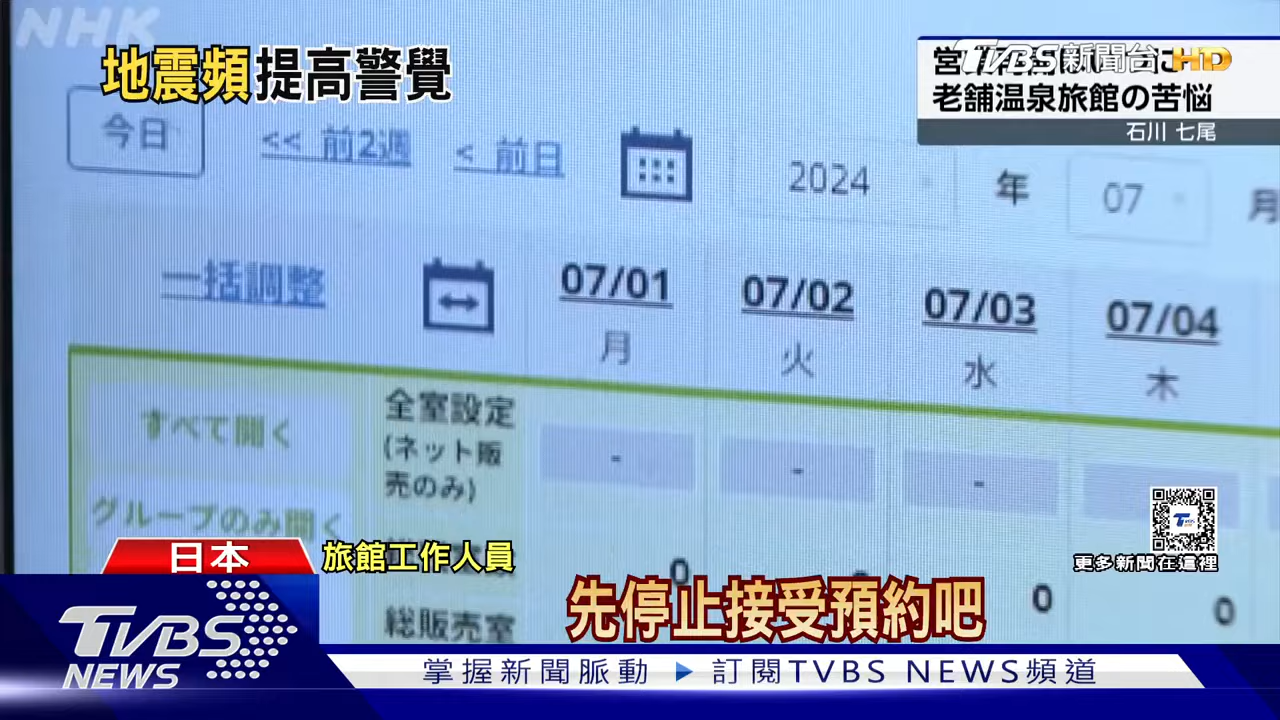 NHK
地震頻提高警覺
TVBS新聞台 HD
老舗温泉旅館の苦悩
石川 七尾
今日
<< 前2週
< 前日
2024
年
07
月
一括調整
07/01
07/02
07/03
07/04
月
火
水
木
すべて開く
全室設定
(ネット販
売のみ)
-
-
-
グループのみ開く
0
0
0
総販売室
日本
旅館工作人員
先停止接受預約吧
更多新聞在這裡
TVBS
NEWS
掌握新聞脈動 ▶ 訂閱TVBS NEWS頻道